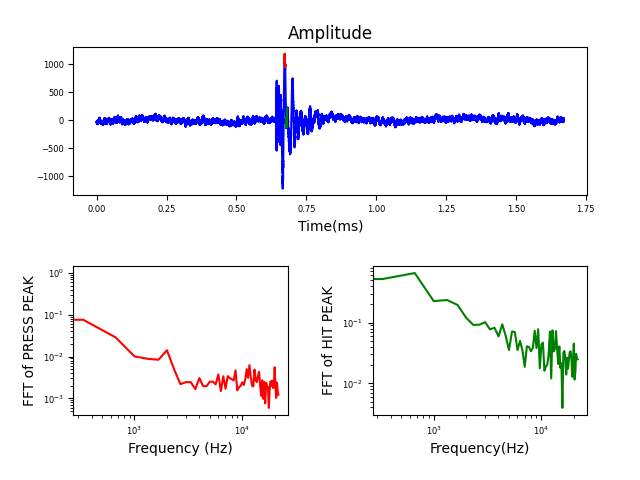 Amplitude
1000
500
0
−500
−1000
0.00 0.25 0.50 0.75 1.00 1.25 1.50 1.75
Time(ms)
FFT of PRESS PEAK
10⁰
10⁻¹
10⁻²
10⁻³
10³ 10⁴
Frequency (Hz)
FFT of HIT PEAK
10⁻¹
10⁻²
10³ 10⁴
Frequency(Hz)